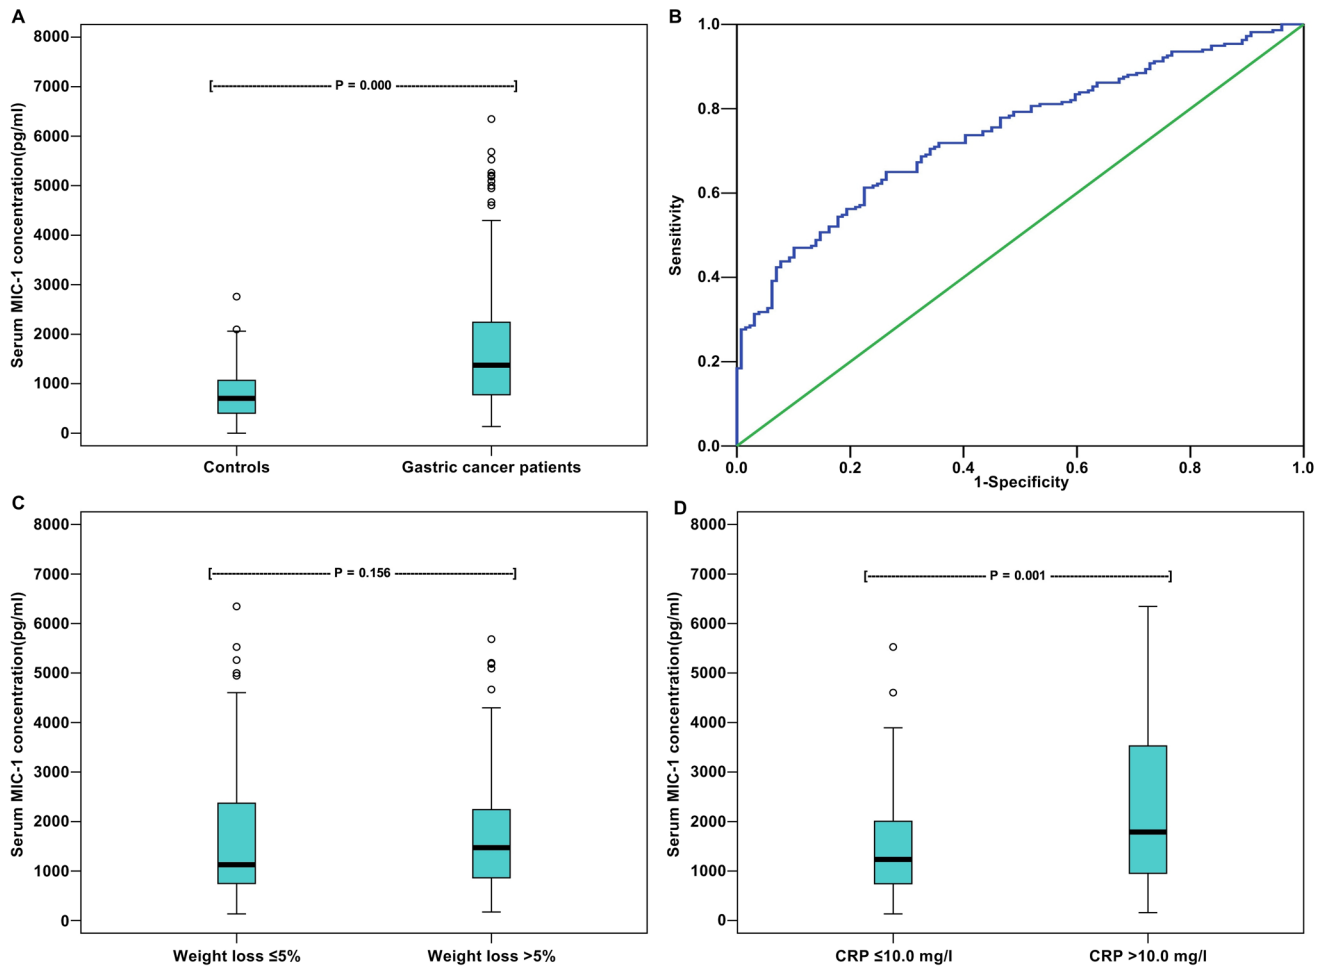 A
8000
7000
6000
5000
4000
3000
2000
1000
0
Serum MIC-1 concentration(pg/ml)
[------------------------------ P = 0.000 ------------------------------]
Controls
Gastric cancer patients
B
1.0
0.8
0.6
0.4
0.2
0.0
Sensitivity
0.0 0.2 0.4 0.6 0.8 1.0
1-Specificity
C
8000
7000
6000
5000
4000
3000
2000
1000
0
Serum MIC-1 concentration(pg/ml)
[------------------------------ P = 0.156 ------------------------------]
Weight loss ≤5%
Weight loss >5%
D
8000
7000
6000
5000
4000
3000
2000
1000
0
Serum MIC-1 concentration(pg/ml)
[------------------------------ P = 0.001 ------------------------------]
CRP ≤10.0 mg/l
CRP >10.0 mg/l